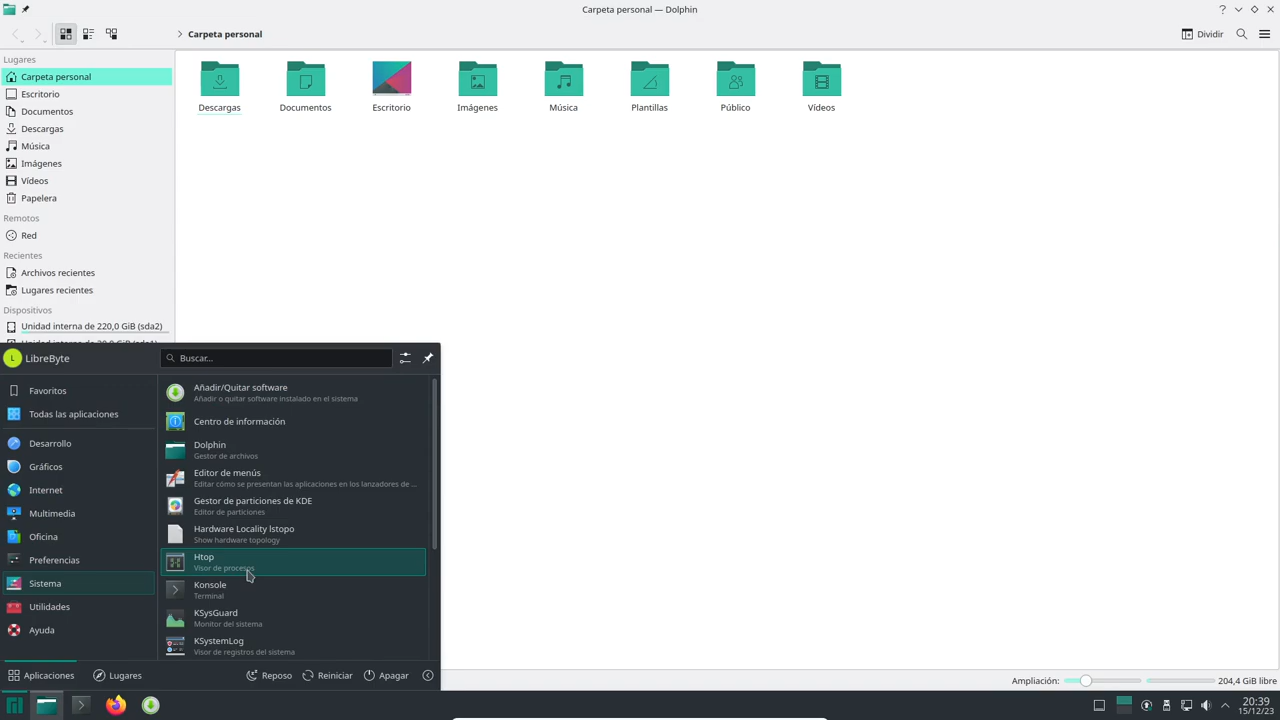 Carpeta personal — Dolphin
Carpeta personal
Dividir
Lugares
Carpeta personal
Escritorio
Documentos
Descargas
Música
Imágenes
Vídeos
Papelera
Remotos
Red
Recientes
Archivos recientes
Lugares recientes
Dispositivos
Unidad interna de 220,0 GiB (sda2)
Descargas
Documentos
Escritorio
Imágenes
Música
Plantillas
Público
Vídeos
L
LibreByte
Buscar...
Favoritos
Todas las aplicaciones
Desarrollo
Gráficos
Internet
Multimedia
Oficina
Preferencias
Sistema
Utilidades
Ayuda
Añadir/Quitar software
Añadir o quitar software instalado en el sistema
Centro de información
Dolphin
Gestor de archivos
Editor de menús
Editar cómo se presentan las aplicaciones en los lanzadores de ...
Gestor de particiones de KDE
Editor de particiones
Hardware Locality lstopo
Show hardware topology
Htop
Visor de procesos
Konsole
Terminal
KSysGuard
Monitor del sistema
KSystemLog
Visor de registros del sistema
Aplicaciones
Lugares
Reposo
Reiniciar
Apagar
Ampliación:
204,4 GiB libre
20:39
15/12/23